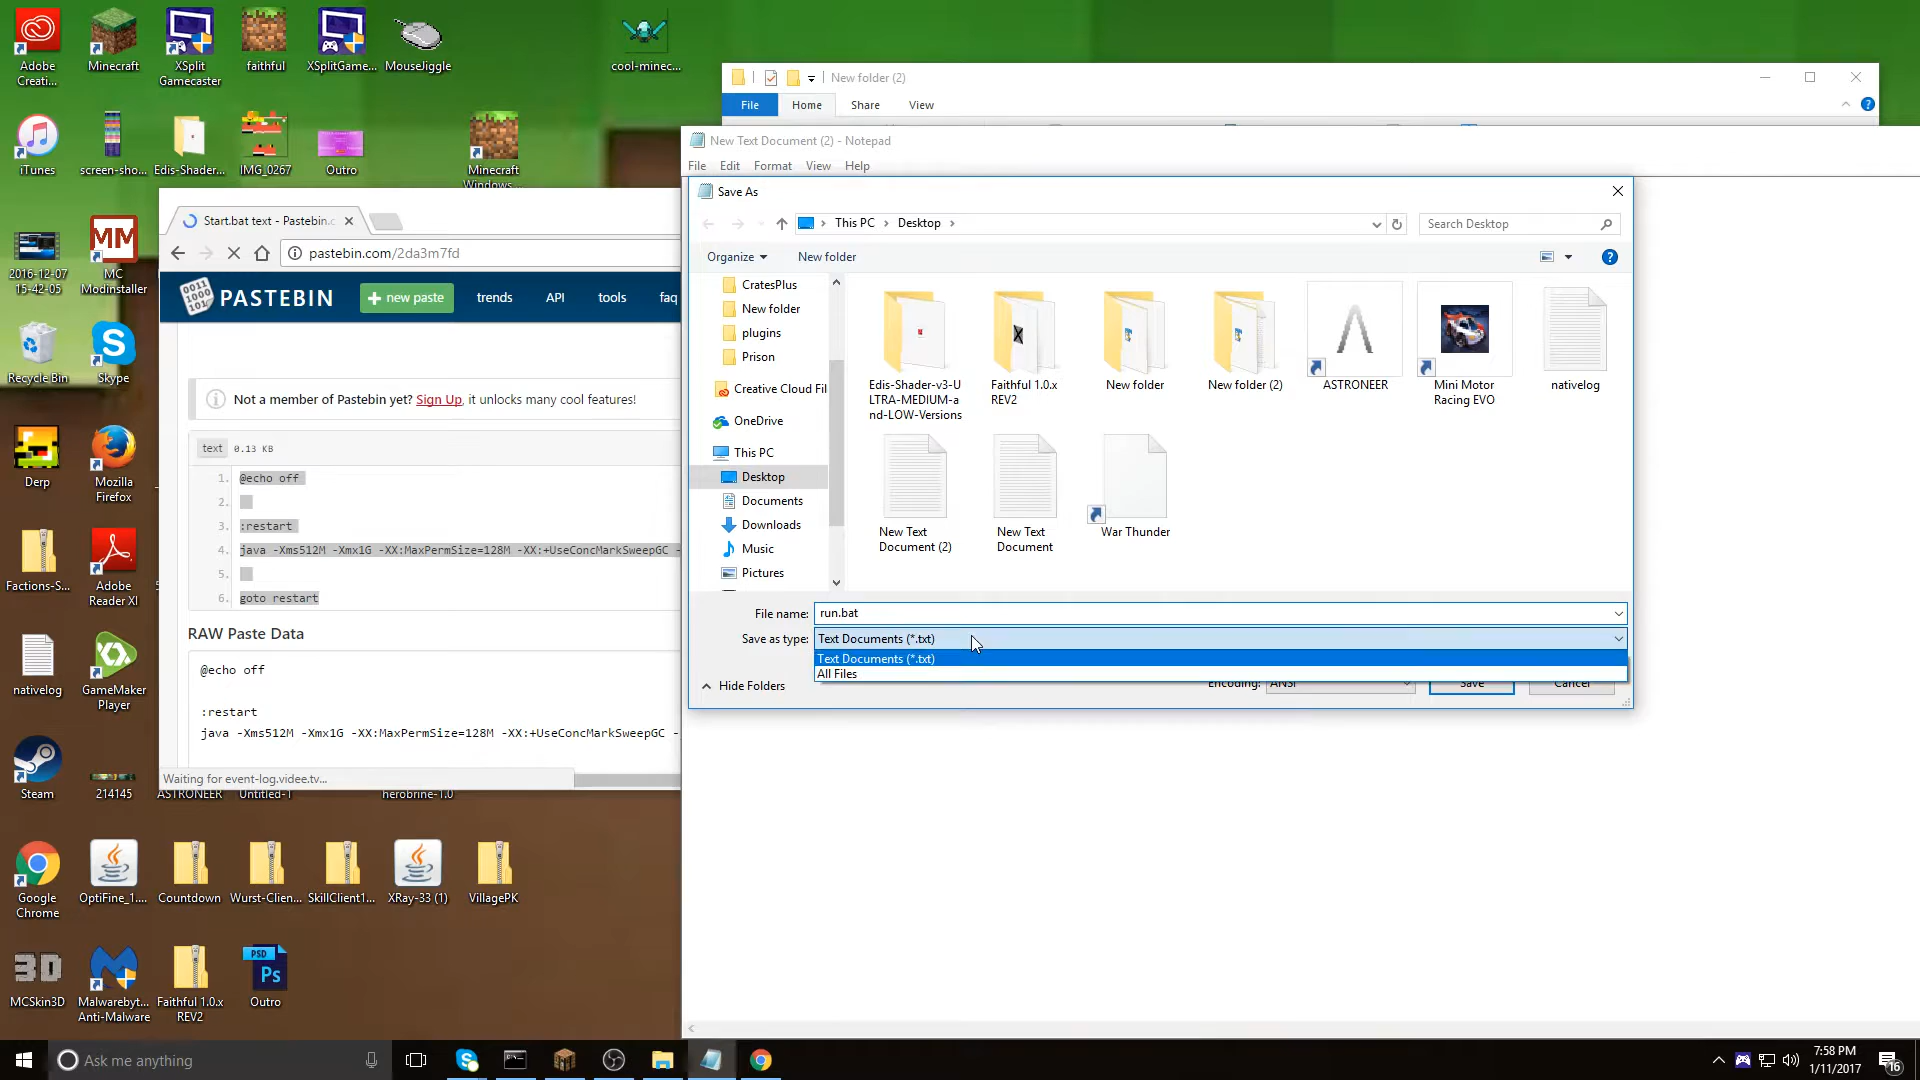 Adobe
Creati...
Minecraft
XSplit
Gamecaster
faithful
XSplitGame...
MouseJiggle
cool-minec...
iTunes
screen-sho...
Edis-Shader...
IMG_0267
Outro
Minecraft
Windows
2016-12-07
15-42-05
MC
Modinstaller
Recycle Bin
Skype
Derp
Mozilla
Firefox
Factions-S...
Adobe
Reader XI
nativelog
GameMaker
Player
Steam
214145
ASTRONEER
Untitled-1
herobrine-1.0
Google
Chrome
OptiFine_1....
Countdown
Wurst-Clien...
SkillClient1...
XRay-33 (1)
VillagePK
MCSkin3D
Malwarebyt...
Anti-Malware
Faithful 1.0.x
REV2
PSD
Ps
Outro
New folder (2)
File
Home
Share
View
New Text Document (2) - Notepad
File Edit Format View Help
Save As
This PC > Desktop >
Search Desktop
Organize
New folder
CratesPlus
New folder
plugins
Prison
Creative Cloud Fil
OneDrive
This PC
Desktop
Documents
Downloads
Music
Pictures
Edis-Shader-v3-U
LTRA-MEDIUM-a
nd-LOW-Versions
Faithful 1.0.x
REV2
New folder
New folder (2)
ASTRONEER
Mini Motor
Racing EVO
nativelog
New Text
Document (2)
New Text
Document
War Thunder
File name: run.bat
Save as type: Text Documents (*.txt)
Text Documents (*.txt)
All Files
Hide Folders
Encoding: ANSI
Save
Cancel
Start.bat text - Pastebin.c
pastebin.com/2da3m7fd
0011
1000
101
PASTEBIN
+ new paste
trends
API
tools
faq
Not a member of Pastebin yet? Sign Up, it unlocks many cool features!
text 0.13 KB
1. @echo off
2.
3. :restart
4. java -Xms512M -Xmx1G -XX:MaxPermSize=128M -XX:+UseConcMarkSweepGC -
5.
6. goto restart
RAW Paste Data
@echo off
:restart
java -Xms512M -Xmx1G -XX:MaxPermSize=128M -XX:+UseConcMarkSweepGC -
Waiting for event-log.videe.tv...
MM
3D
Ask me anything
7:58 PM
1/11/2017
16